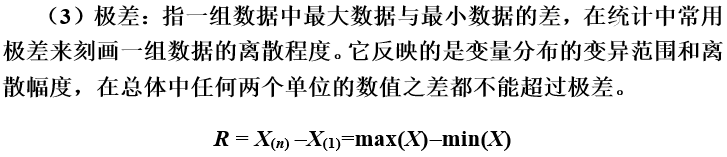 （3）极差：指一组数据中最大数据与最小数据的差，在统计中常用
极差来刻画一组数据的离散程度。它反映的是变量分布的变异范围和离
散幅度，在总体中任何两个单位的数值之差都不能超过极差。
R = X(n) –X(1)=max(X)–min(X)